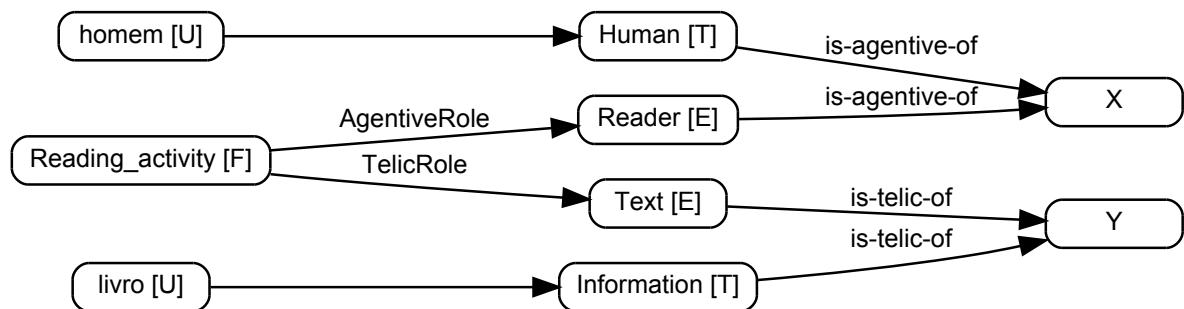 homem [U]
Human [T]
is-agentive-of
X
is-agentive-of
AgentiveRole
Reader [E]
Reading_activity [F]
TelicRole
Text [E]
is-telic-of
Y
is-telic-of
livro [U]
Information [T]